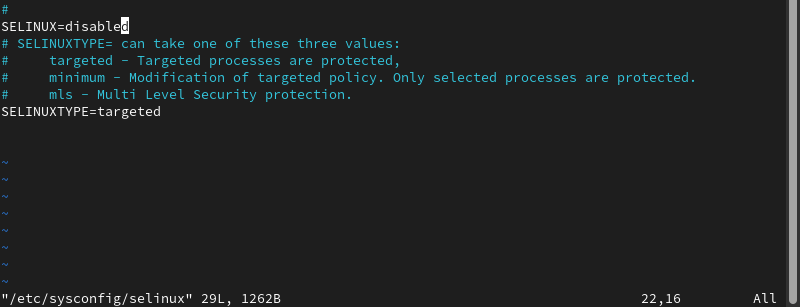 #
SELINUX=disabled
# SELINUXTYPE= can take one of these three values:
#     targeted - Targeted processes are protected,
#     minimum - Modification of targeted policy. Only selected processes are protected.
#     mls - Multi Level Security protection.
SELINUXTYPE=targeted
~
~
~
~
~
~
~
~
"/etc/sysconfig/selinux" 29L, 1262B 22,16 All